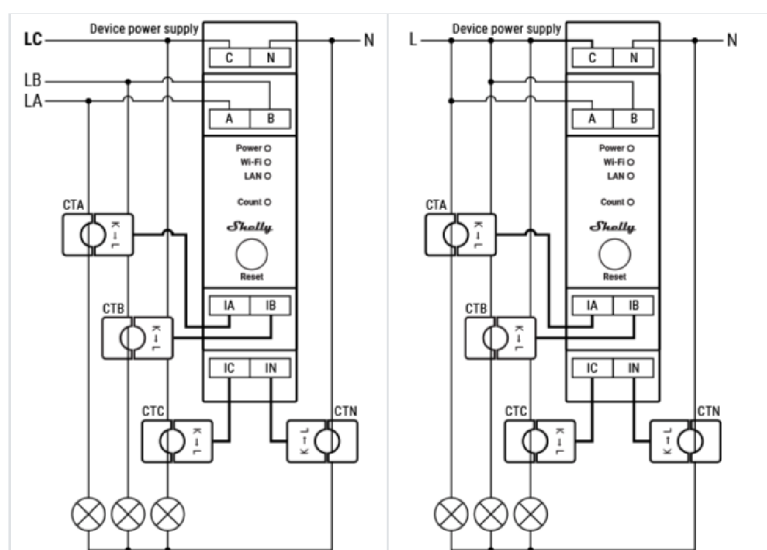 LC
Device power supply
N
C N
LB
LA
A B
Power
Wi-Fi
LAN
Count
Shelly
Reset
CTA
K→L
IA IB
CTB
K→L
IC IN
CTC
K→L
CTN
K→L
L
Device power supply
N
C N
A B
Power
Wi-Fi
LAN
Count
Shelly
Reset
CTA
K→L
IA IB
CTB
K→L
IC IN
CTC
K→L
CTN
K→L